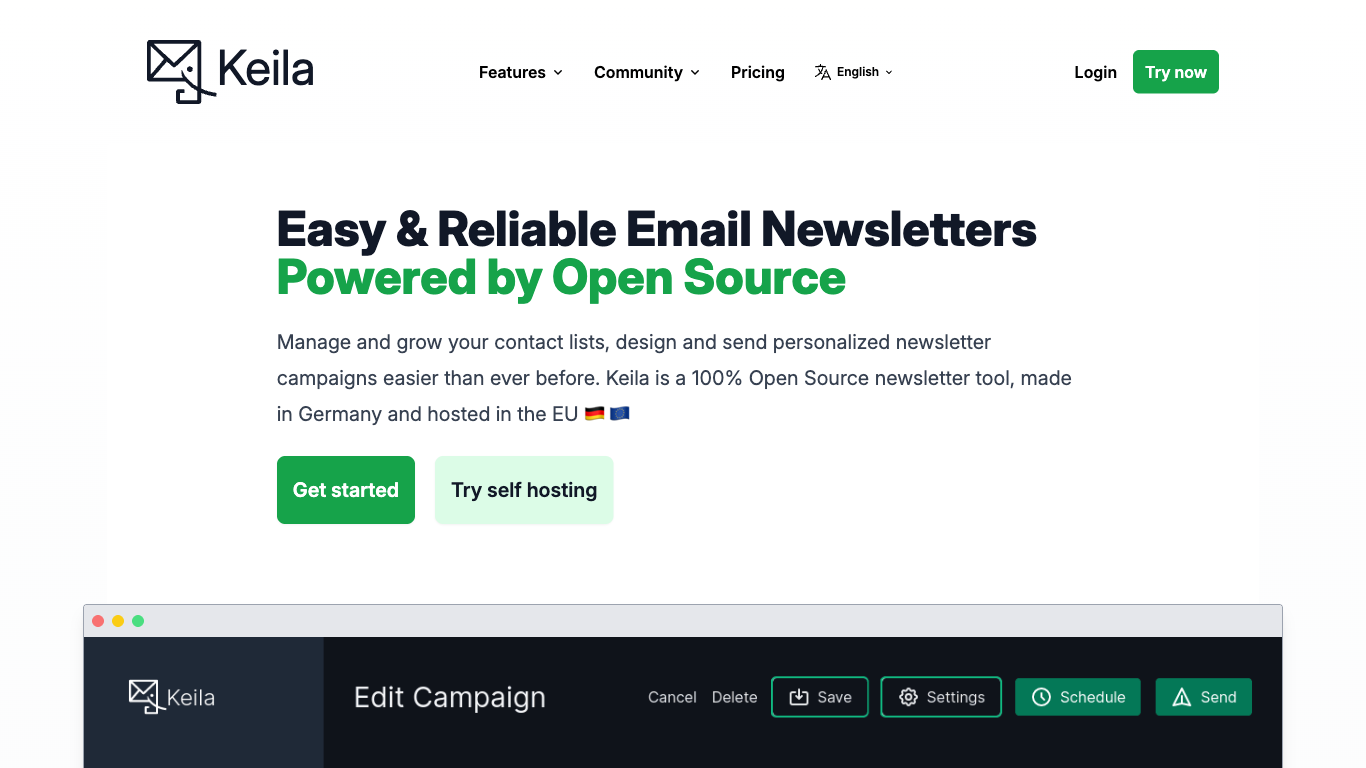 Keila
Features
Community
Pricing
English
Login
Try now
Easy & Reliable Email Newsletters
Powered by Open Source
Manage and grow your contact lists, design and send personalized newsletter
campaigns easier than ever before. Keila is a 100% Open Source newsletter tool, made
in Germany and hosted in the EU 🇩🇪 🇪🇺
Get started
Try self hosting
Keila
Edit Campaign
Cancel
Delete
Save
Settings
Schedule
Send